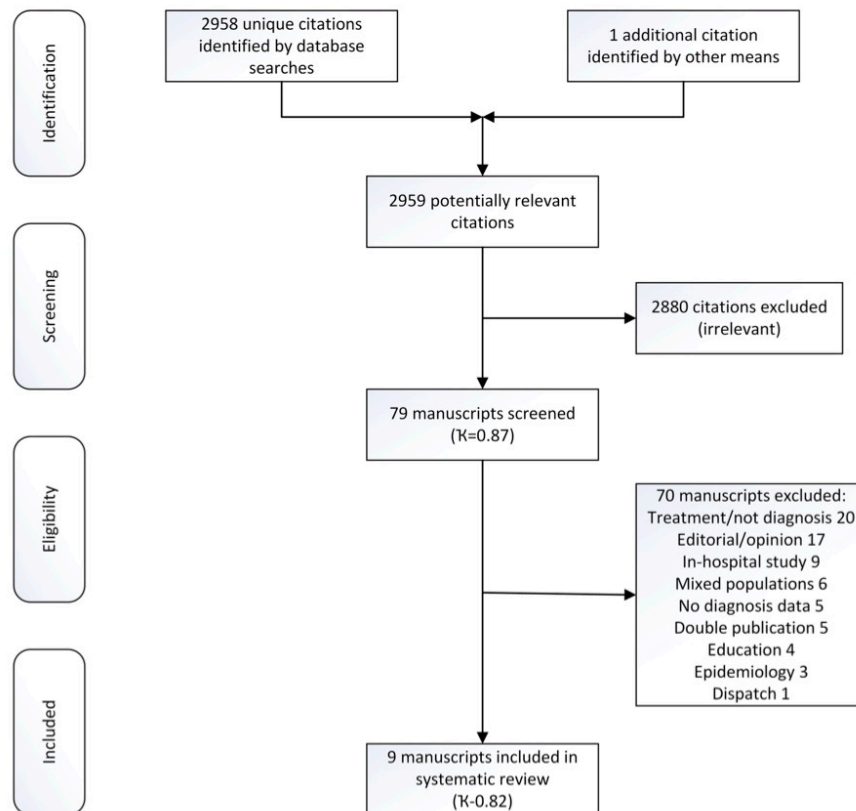 Identification
2958 unique citations
identified by database
searches
1 additional citation
identified by other means
2959 potentially relevant
citations
Screening
2880 citations excluded
(irrelevant)
79 manuscripts screened
(Ҡ=0.87)
Eligibility
70 manuscripts excluded:
Treatment/not diagnosis 20
Editorial/opinion 17
In-hospital study 9
Mixed populations 6
No diagnosis data 5
Double publication 5
Education 4
Epidemiology 3
Dispatch 1
Included
9 manuscripts included in
systematic review
(Ҡ-0.82)